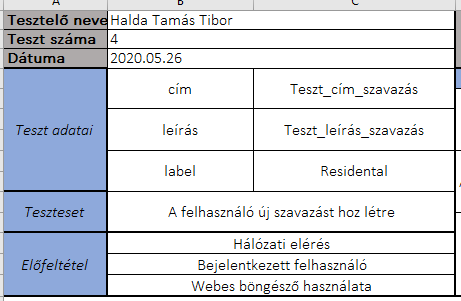 A B C
Tesztelő neve Halda Tamás Tibor
Teszt száma 4
Dátuma 2020.05.26
Teszt adatai
cím Teszt_cím_szavazás
leírás Teszt_leírás_szavazás
label Residental
Teszteset A felhasználó új szavazást hoz létre
Előfeltétel
Hálózati elérés
Bejelentkezett felhasználó
Webes böngésző használata